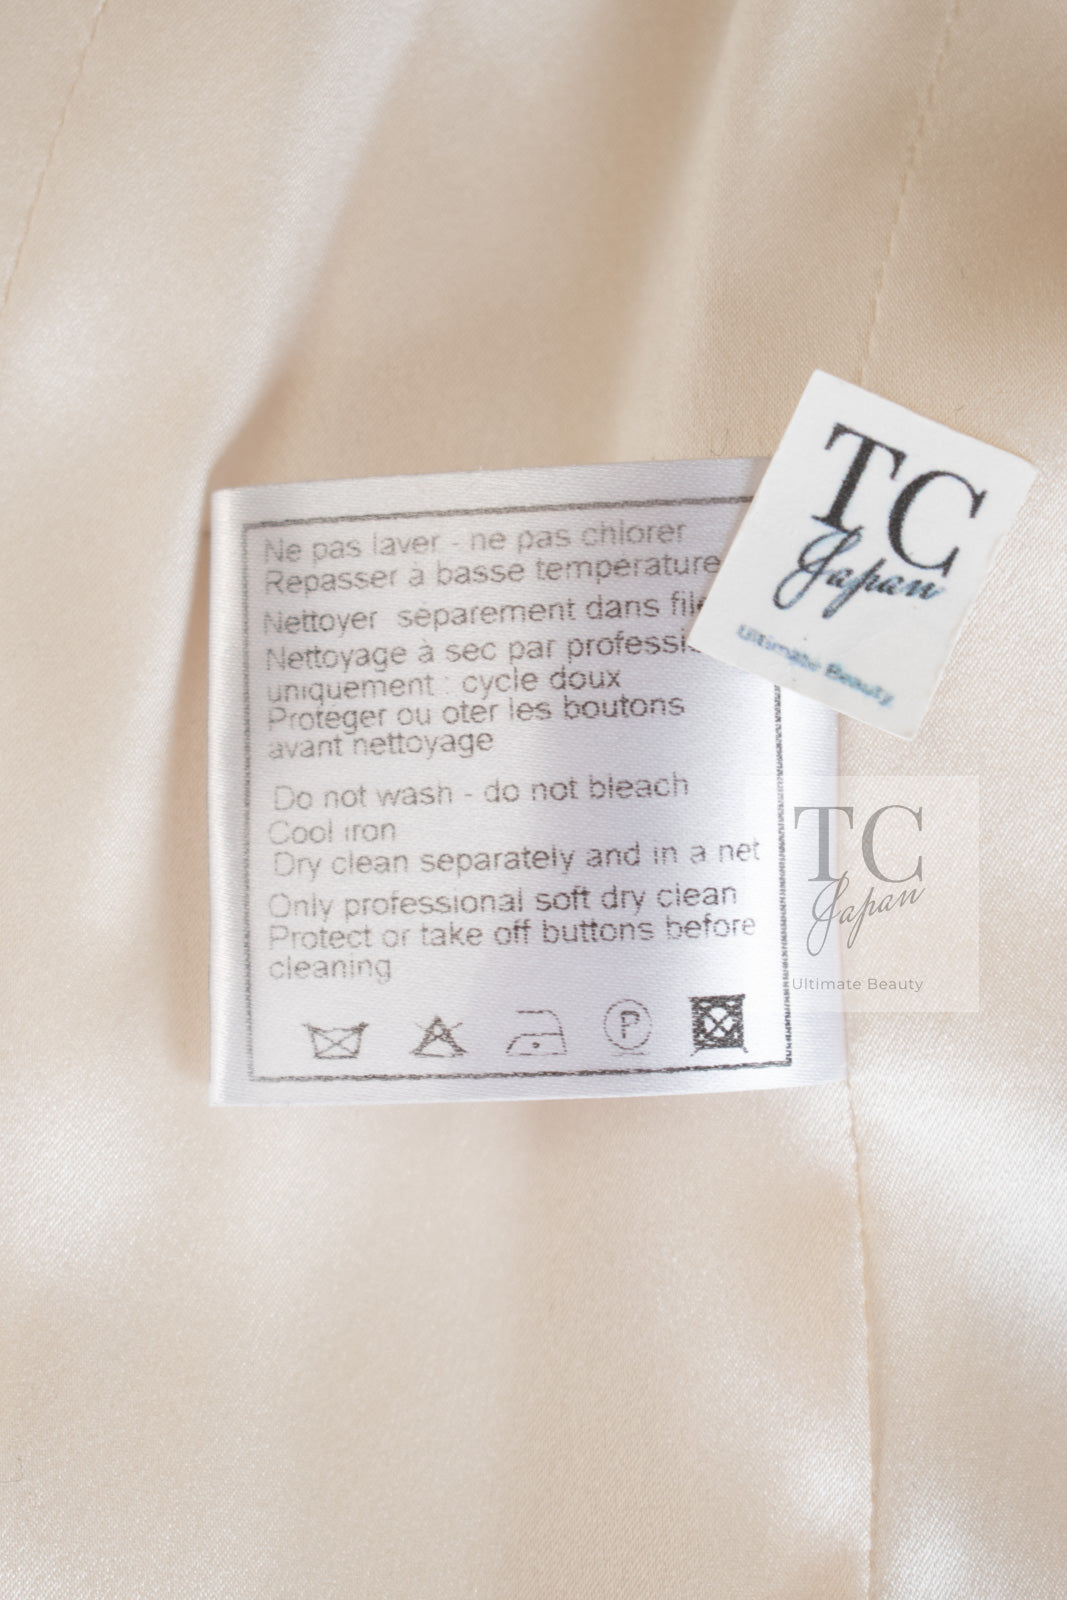 Ne pas laver - ne pas chlorer
Repasser à basse temperature
Nettoyer séparement dans
Nettoyage à sec par
uniquement : cycle doux
Protéger ou oter les boutons
avant nettoyage
Do not wash - do not bleach
Cool iron
Dry clean separately and in a net
Only professional soft dry clean
Protect or take off buttons before
cleaning
P
TC
Japan
Ultimate Beauty
TC
Japan
Ultimate Beauty